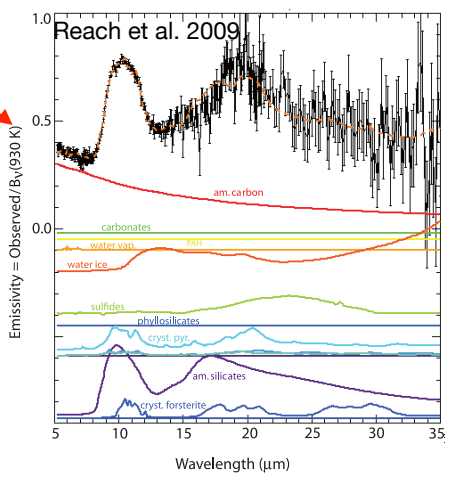 Reach et al. 2009
1.0
0.5
0.0
Emissivity = Observed/Bν(930 K)
am. carbon
carbonates
PAH
water vap.
water ice
sulfides
phyllosilicates
cryst. pyr.
am. silicates
cryst. forsterite
5 10 15 20 25 30 35
Wavelength (μm)